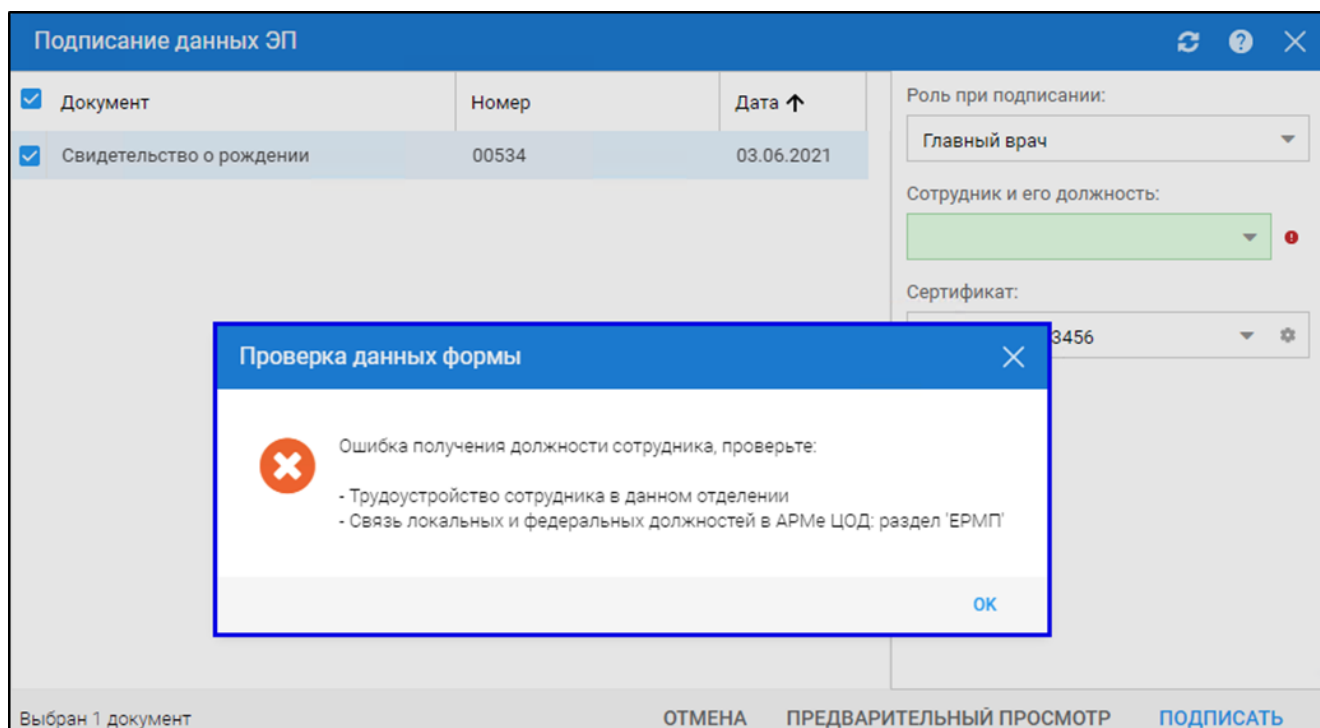 Подписание данных ЭП
Документ Номер Дата
Свидетельство о рождении 00534 03.06.2021
Роль при подписании:
Главный врач
Сотрудник и его должность:
Сертификат:
3456
Проверка данных формы
Ошибка получения должности сотрудника, проверьте:
- Трудоустройство сотрудника в данном отделении
- Связь локальных и федеральных должностей в АРМе ЦОД: раздел 'ЕРМП'
ОК
Выбран 1 документ ОТМЕНА ПРЕДВАРИТЕЛЬНЫЙ ПРОСМОТР ПОДПИСАТЬ